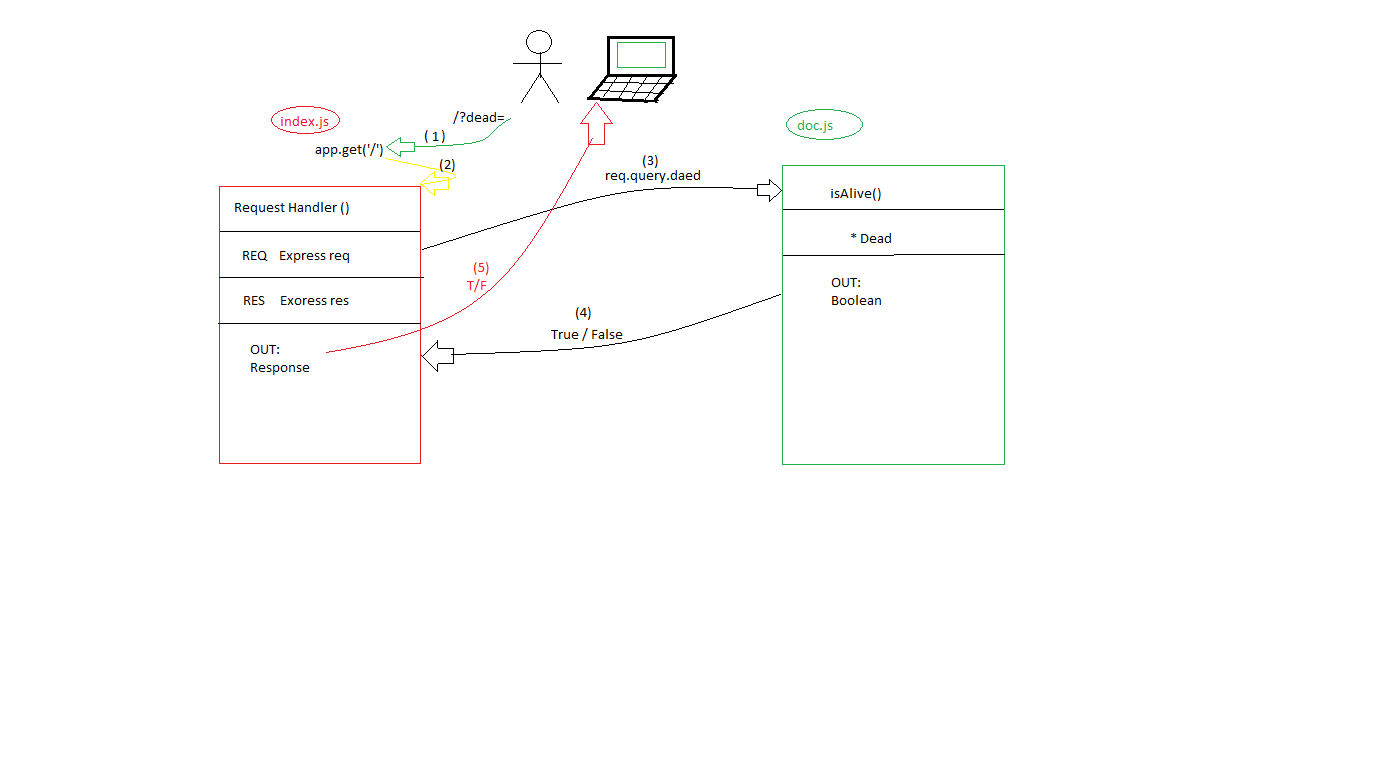 /?dead=
index.js
doc.js
( 1 )
app.get('/')
(2)
(3)
req.query.daed
Request Handler ()
REQ Express req
RES Exoress res
OUT:
Response
(5)
T/F
(4)
True / False
isAlive()
* Dead
OUT:
Boolean